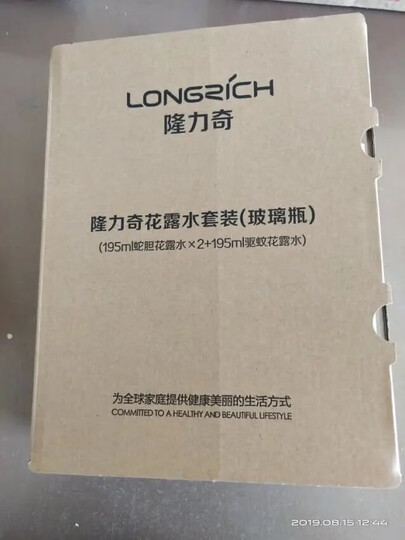 LONGRÍCH
隆力奇
隆力奇花露水套装(玻璃瓶)
(195ml蛇胆花露水×2+195ml驱蚊花露水)
为全球家庭提供健康美丽的生活方式
COMMITTED TO A HEALTHY AND BEAUTIFUL LIFESTYLE
2019.08.15 12:44